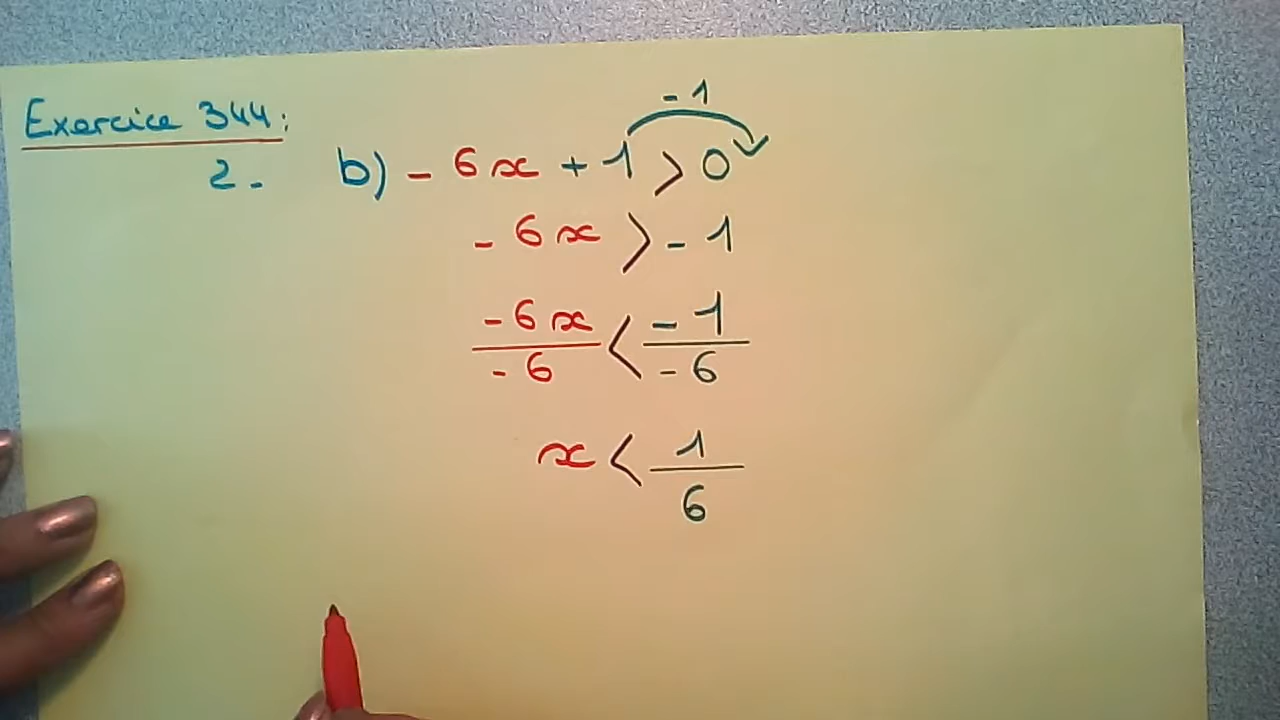 Exercice 344:
-1
2. b) -6x + 1 > 0
-6x > -1
-6x/-6 < -1/-6
x < 1/6